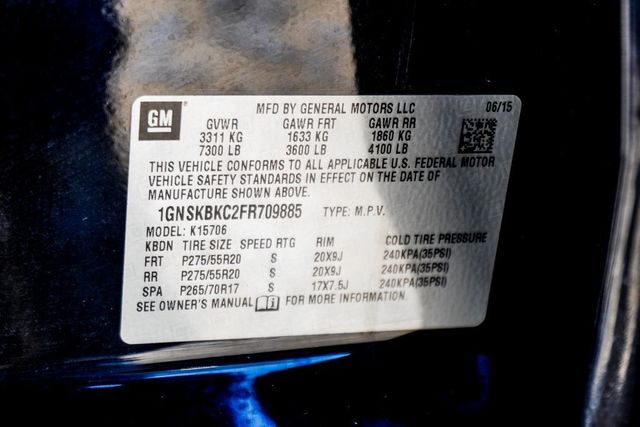 GM MFD BY GENERAL MOTORS LLC 06/15
GVWR GAWR FRT GAWR RR
3311 KG 1633 KG 1860 KG
7300 LB 3600 LB 4100 LB
THIS VEHICLE CONFORMS TO ALL APPLICABLE U.S. FEDERAL MOTOR
VEHICLE SAFETY STANDARDS IN EFFECT ON THE DATE OF
MANUFACTURE SHOWN ABOVE.
1GNSKBKC2FR709885 TYPE: M.P.V.
MODEL: K15706
KBDN TIRE SIZE SPEED RTG RIM COLD TIRE PRESSURE
FRT P275/55R20 S 20X9J 240KPA(35PSI)
RR P275/55R20 S 20X9J 240KPA(35PSI)
SPA P265/70R17 S 17X7.5J 240KPA(35PSI)
SEE OWNER'S MANUAL FOR MORE INFORMATION.